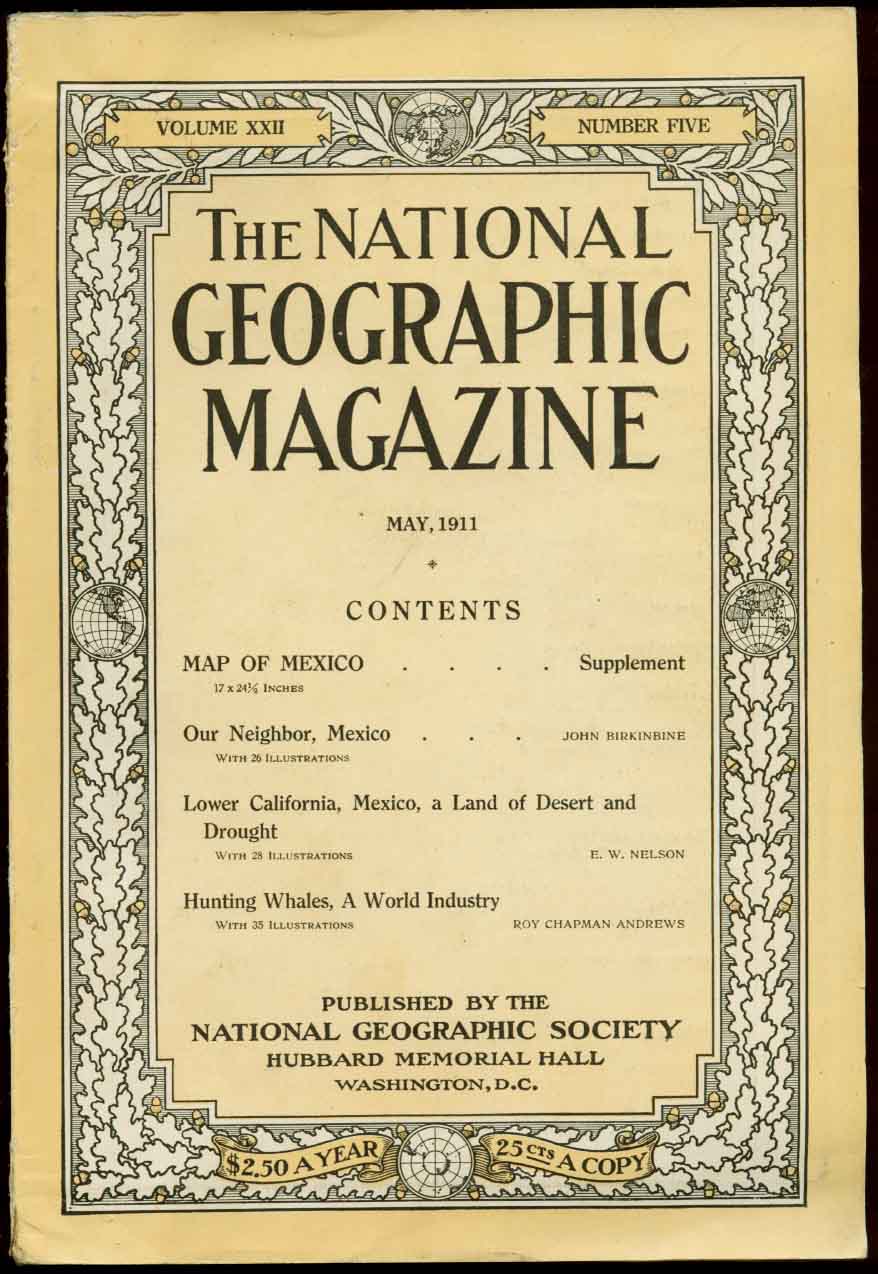 VOLUME XXII
NUMBER FIVE
THE NATIONAL
GEOGRAPHIC
MAGAZINE
MAY, 1911
CONTENTS
MAP OF MEXICO . . . . Supplement
17 x 24½ INCHES
Our Neighbor, Mexico . . . JOHN BIRKINBINE
WITH 26 ILLUSTRATIONS
Lower California, Mexico, a Land of Desert and
Drought
WITH 28 ILLUSTRATIONS E. W. NELSON
Hunting Whales, A World Industry
WITH 35 ILLUSTRATIONS ROY CHAPMAN ANDREWS
PUBLISHED BY THE
NATIONAL GEOGRAPHIC SOCIETY
HUBBARD MEMORIAL HALL
WASHINGTON, D.C.
$2.50 A YEAR
25 CTS A COPY